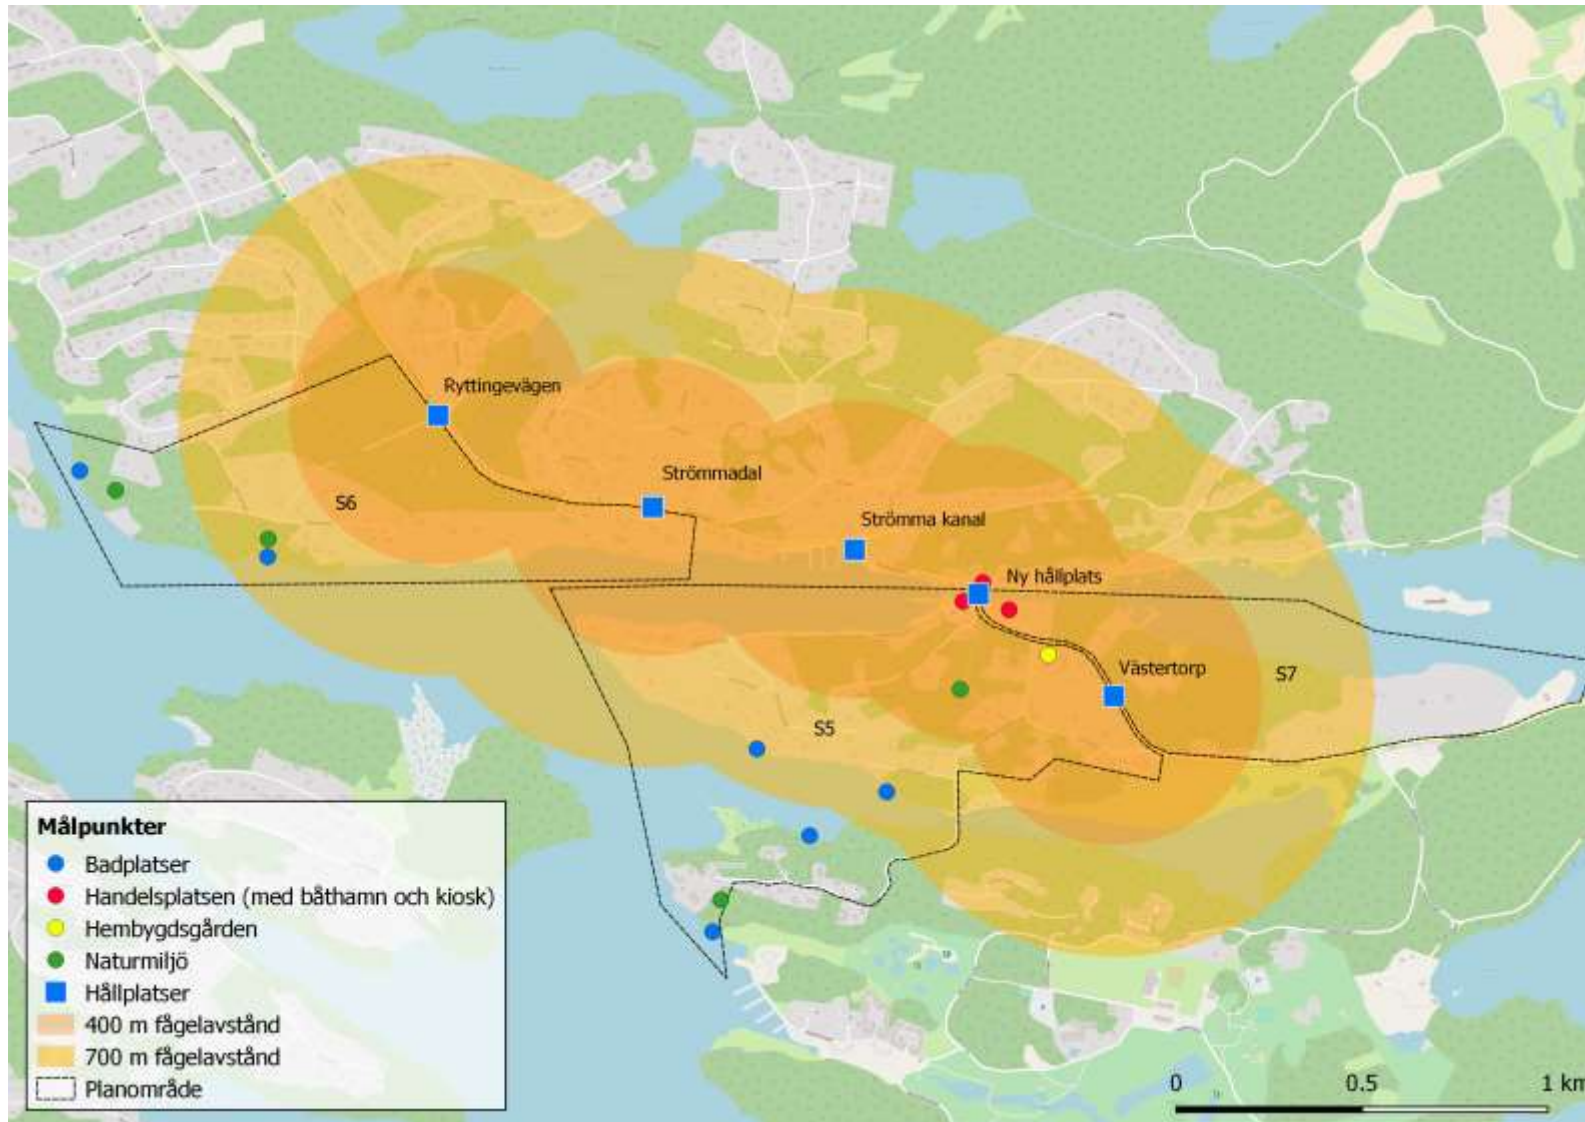 Ryttingevägen
Strömmadal
S6
Strömma kanal
Ny hållplats
Västertorp
S7
S5
Målpunkter
Badplatser
Handelsplatsen (med båthamn och kiosk)
Hembygdsgården
Naturmiljö
Hållplatser
400 m fågelavstånd
700 m fågelavstånd
Planområde
0 0.5 1 km